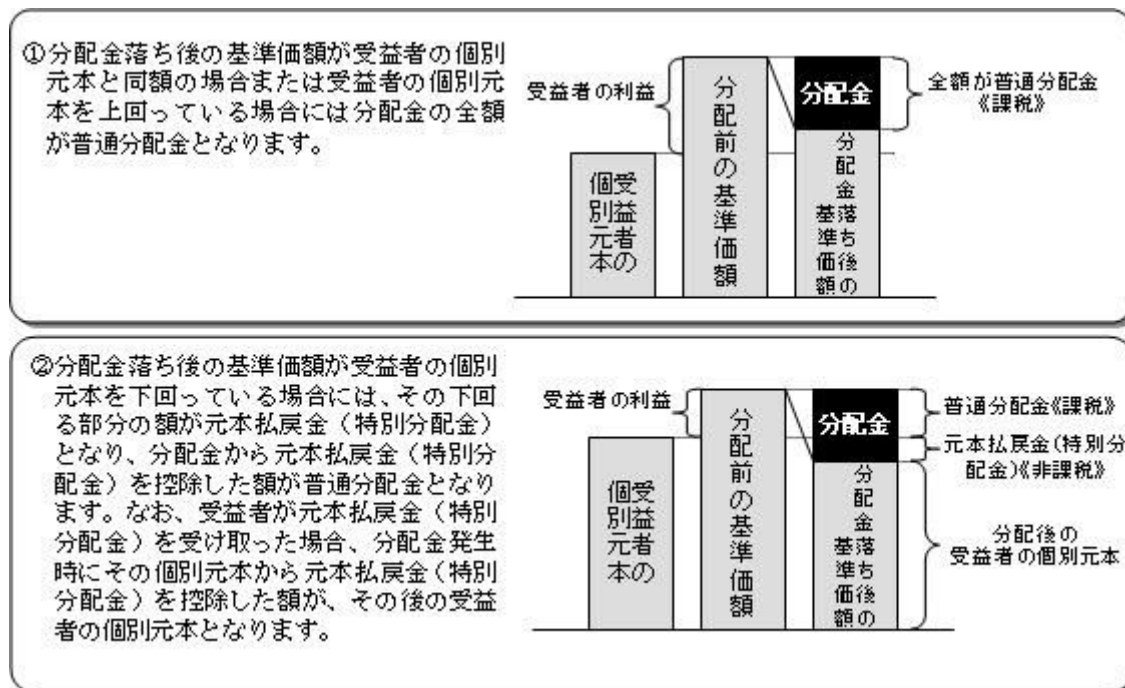 ①分配金落ち後の基準価額が受益者の個別
元本と同額の場合または受益者の個別元
本を上回っている場合には分配金の全額
が普通分配金となります。
受益者の利益
受益者の
個別元本
分配前の基準価額
分配金
分配金落ち後の
基準価額
全額が普通分配金
《課税》
②分配金落ち後の基準価額が受益者の個別
元本を下回っている場合には、その下回
る部分の額が元本払戻金（特別分配金）
となり、分配金から元本払戻金（特別分
配金）を控除した額が普通分配金となり
ます。なお、受益者が元本払戻金（特別
分配金）を受け取った場合、分配金発生
時にその個別元本から元本払戻金（特別
分配金）を控除した額が、その後の受益
者の個別元本となります。
受益者の利益
受益者の
個別元本
分配前の基準価額
分配金
分配金落ち後の
基準価額
普通分配金《課税》
元本払戻金（特別分
配金）《非課税》
分配後の
受益者の個別元本